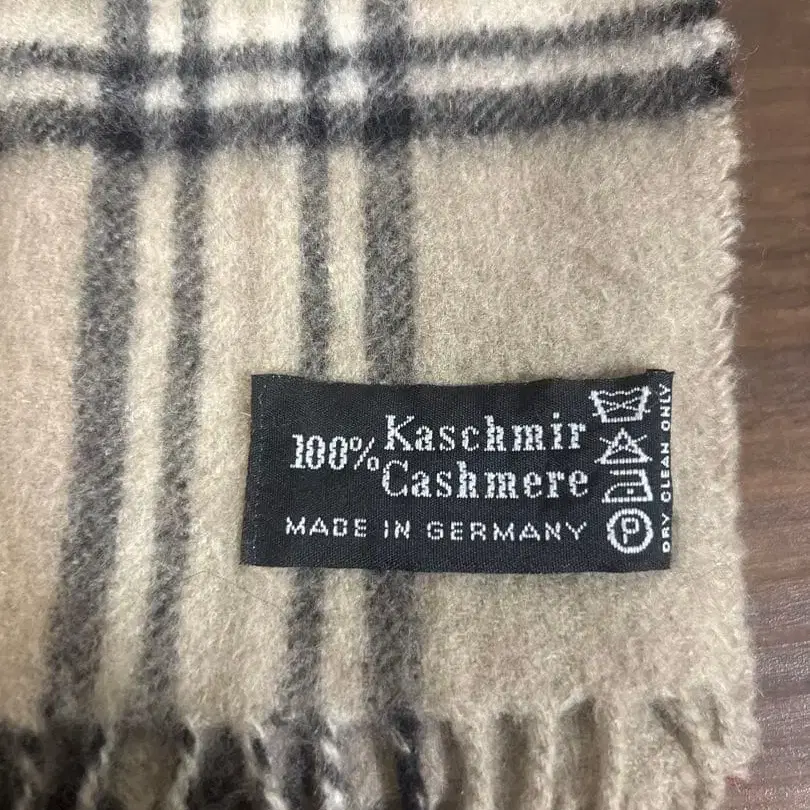 100% Kaschmir
Cashmere
MADE IN GERMANY
P
DRY CLEAN ONLY